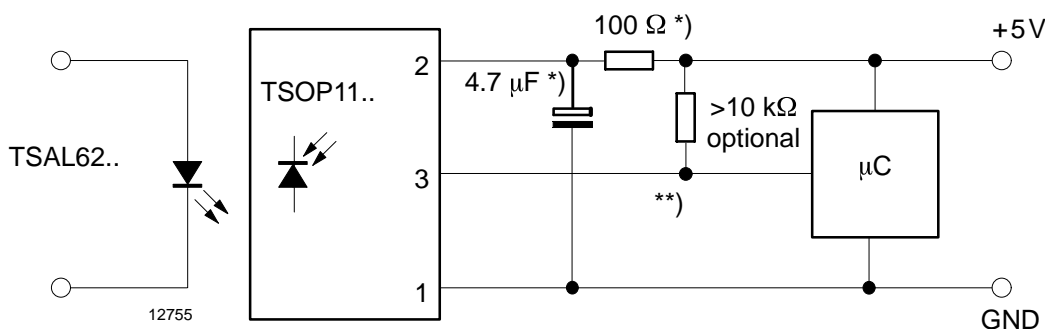 TSAL62..
12755
TSOP11..
2
3
1
4.7 μF *)
100 Ω *)
>10 kΩ
optional
**)
μC
+5V
GND